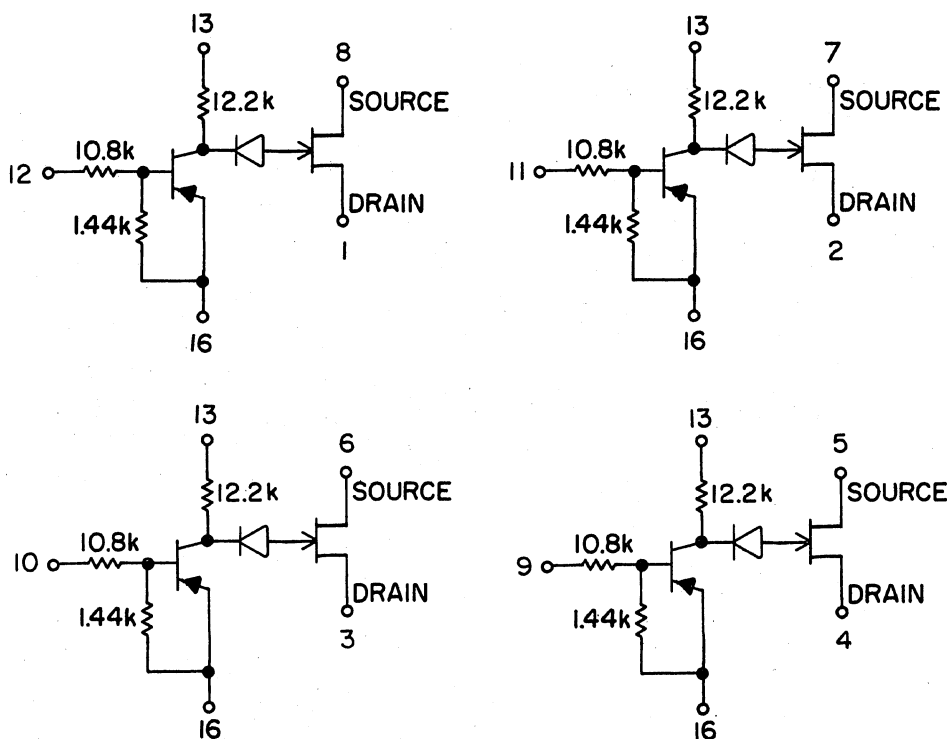 13
8
12.2k
SOURCE
10.8k
12
1.44k
DRAIN
1
16
13
7
12.2k
SOURCE
10.8k
11
1.44k
DRAIN
2
16
13
6
12.2k
SOURCE
10.8k
10
1.44k
DRAIN
3
16
13
5
12.2k
SOURCE
10.8k
9
1.44k
DRAIN
4
16